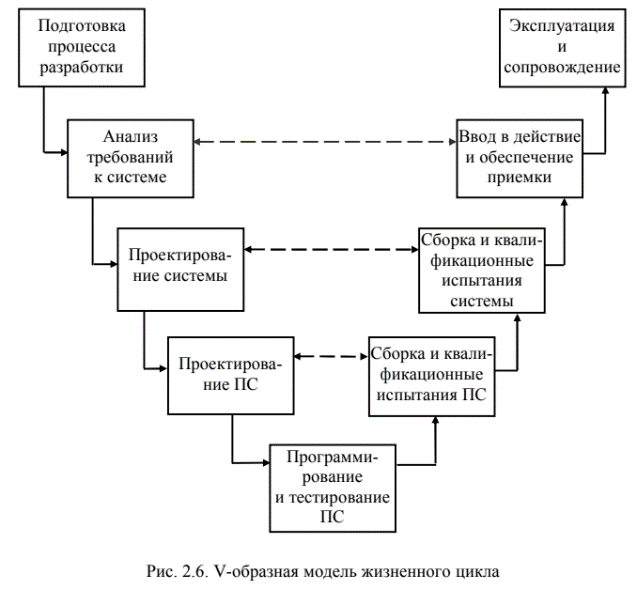 Подготовка
процесса
разработки
Эксплуатация
и
сопровождение
Анализ
требований
к системе
Ввод в действие
и обеспечение
приемки
Проектирова-
ние системы
Сборка и квали-
фикационные
испытания
системы
Проектирова-
ние ПС
Сборка и квали-
фикационные
испытания ПС
Программи-
рование
и тестирование
ПС
Рис. 2.6. V-образная модель жизненного цикла